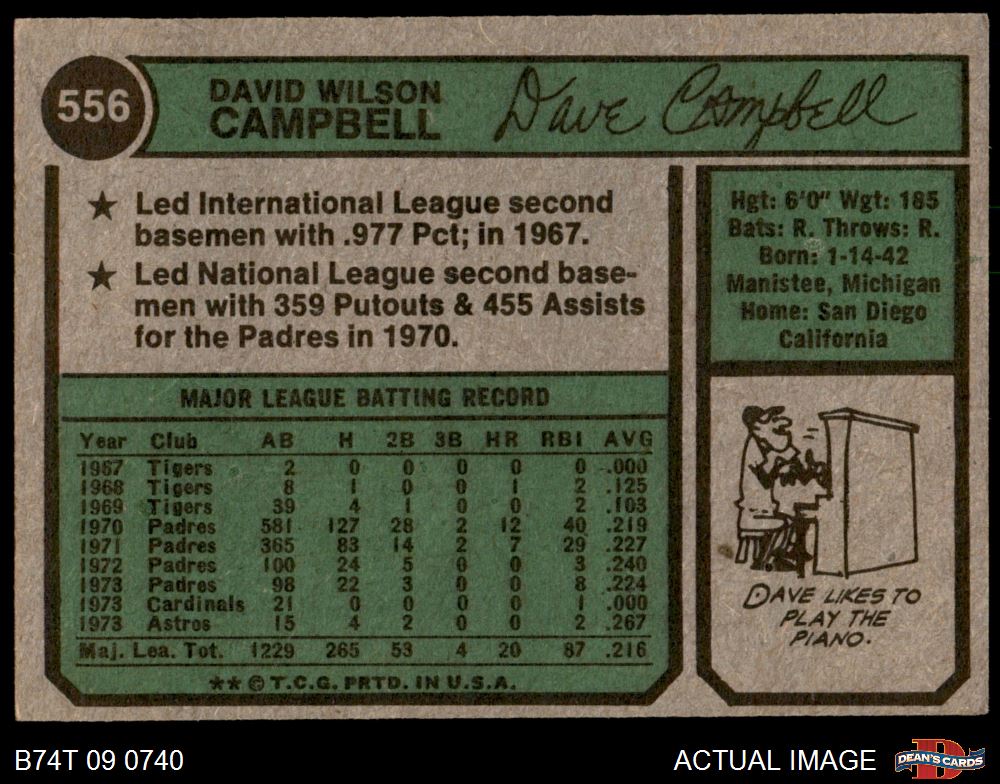 556
DAVID WILSON
CAMPBELL
Dave Campbell
★ Led International League second
basemen with .977 Pct; in 1967.
★ Led National League second base-
men with 359 Putouts & 455 Assists
for the Padres in 1970.
Hgt: 6'0" Wgt: 185
Bats: R. Throws: R.
Born: 1-14-42
Manistee, Michigan
Home: San Diego
California
MAJOR LEAGUE BATTING RECORD
Year Club AB H 2B 3B HR RBI AVG
1967 Tigers 2 0 0 0 0 0 .000
1968 Tigers 8 1 0 0 1 2 .125
1969 Tigers 39 4 1 0 0 2 .103
1970 Padres 581 127 28 2 12 40 .219
1971 Padres 365 83 14 2 7 29 .227
1972 Padres 100 24 5 0 0 3 .240
1973 Padres 98 22 3 0 0 8 .224
1973 Cardinals 21 0 0 0 0 1 .000
1973 Astros 15 4 2 0 0 2 .267
Maj. Lea. Tot. 1229 265 53 4 20 87 .216
** © T.C.G. PRTD. IN U.S.A.
DAVE LIKES TO
PLAY THE
PIANO.
B74T 09 0740
ACTUAL IMAGE
DEAN'S CARDS